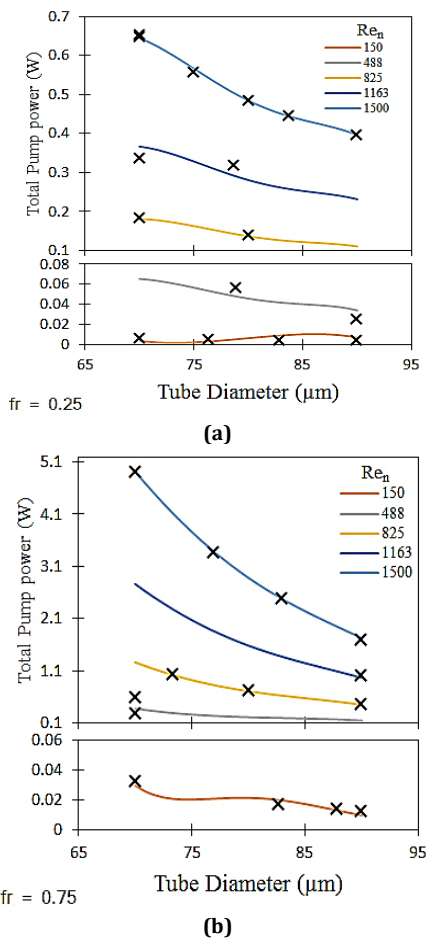 0.7
0.6
0.5
0.4
0.3
0.2
0.1
Total Pump power (W)
Reₙ
150
488
825
1163
1500
0.08
0.06
0.04
0.02
0
65 75 85 95
Tube Diameter (µm)
fr = 0.25
(a)
5.1
4.1
3.1
2.1
1.1
0.1
Total Pump power (W)
Reₙ
150
488
825
1163
1500
0.06
0.04
0.02
0
65 75 85 95
Tube Diameter (µm)
fr = 0.75
(b)